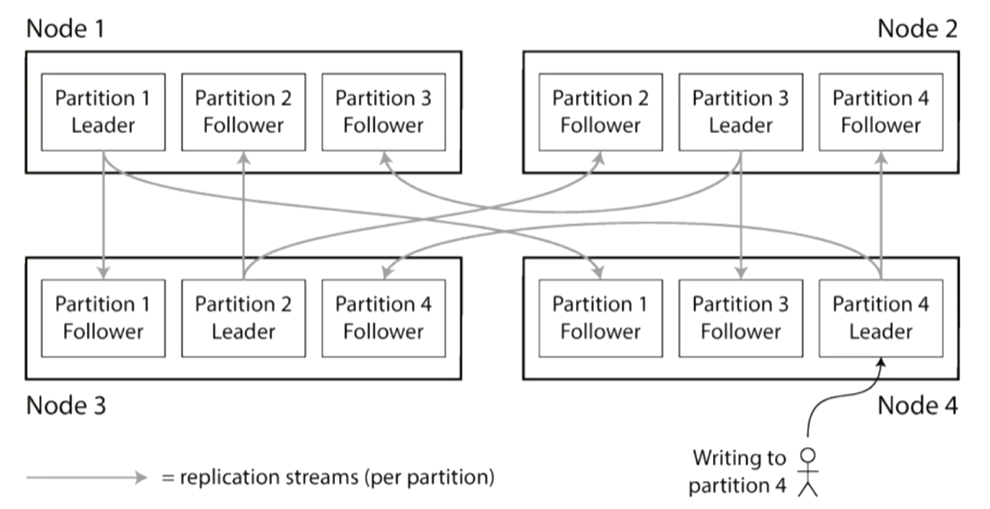 Node 1
Node 2
Partition 1
Leader
Partition 2
Follower
Partition 3
Follower
Partition 2
Follower
Partition 3
Leader
Partition 4
Follower
Partition 1
Follower
Partition 2
Leader
Partition 4
Follower
Partition 1
Follower
Partition 3
Follower
Partition 4
Leader
Node 3
Node 4
= replication streams (per partition)
Writing to
partition 4